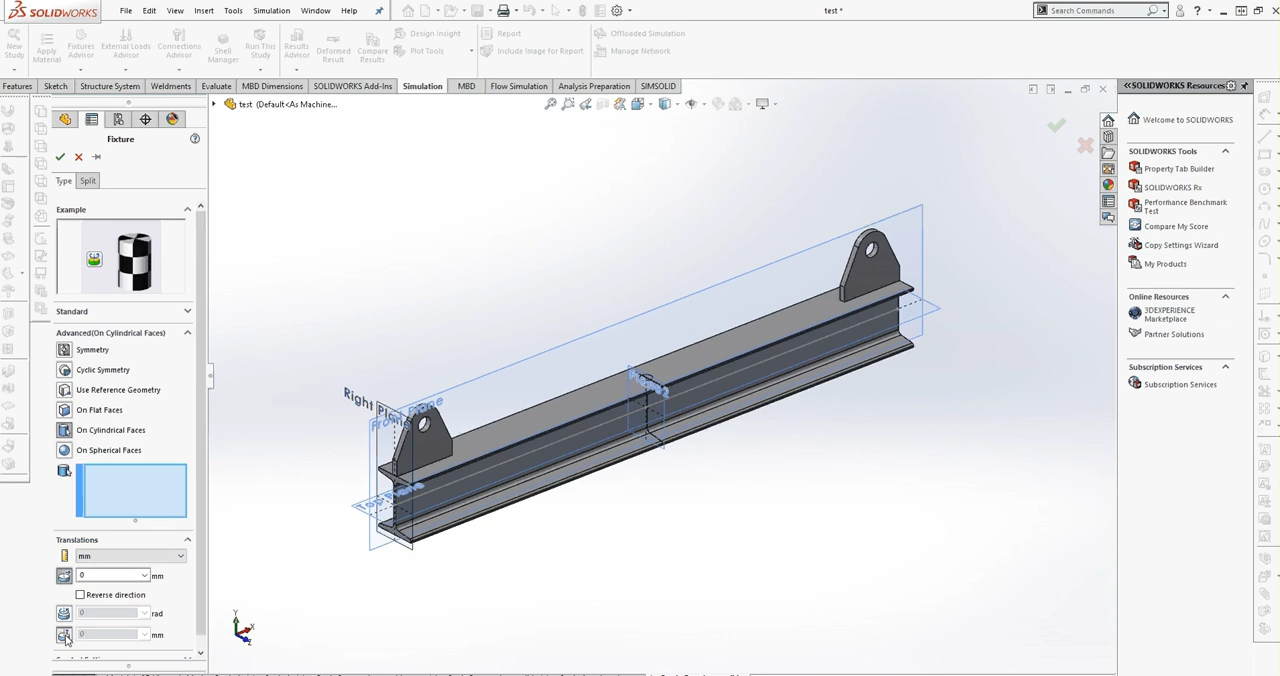 SOLIDWORKS File Edit View Insert Tools Simulation Window Help test * Search Commands
New Study Apply Material Fixtures Advisor External Loads Advisor Connections Advisor Shell Manager Run This Study Results Advisor Deformed Result Compare Results
Design Insight Report Offloaded Simulation
Plot Tools Include Image for Report Manage Network
Features Sketch Structural System Weldments Evaluate MBD Dimensions SOLIDWORKS Add-Ins Simulation MBD Flow Simulation Analysis Preparation SIMSOLID
test (Default<As Machine...
Fixture
Type Split
Example
Standard
Advanced(On Cylindrical Faces)
Symmetry
Cyclic Symmetry
Use Reference Geometry
On Flat Faces
On Cylindrical Faces
On Spherical Faces
Translations
mm
0 mm
Reverse direction
0 rad
0 mm
Right Plane
Front Plane
Top Plane
Y
X
Z
SOLIDWORKS Resources
Welcome to SOLIDWORKS
SOLIDWORKS Tools
Property Tab Builder
SOLIDWORKS Rx
Performance Benchmark
Test
Compare My Score
Copy Settings Wizard
My Products
Online Resources
3DEXPERIENCE
Marketplace
Partner Solutions
Subscription Services
Subscription Services